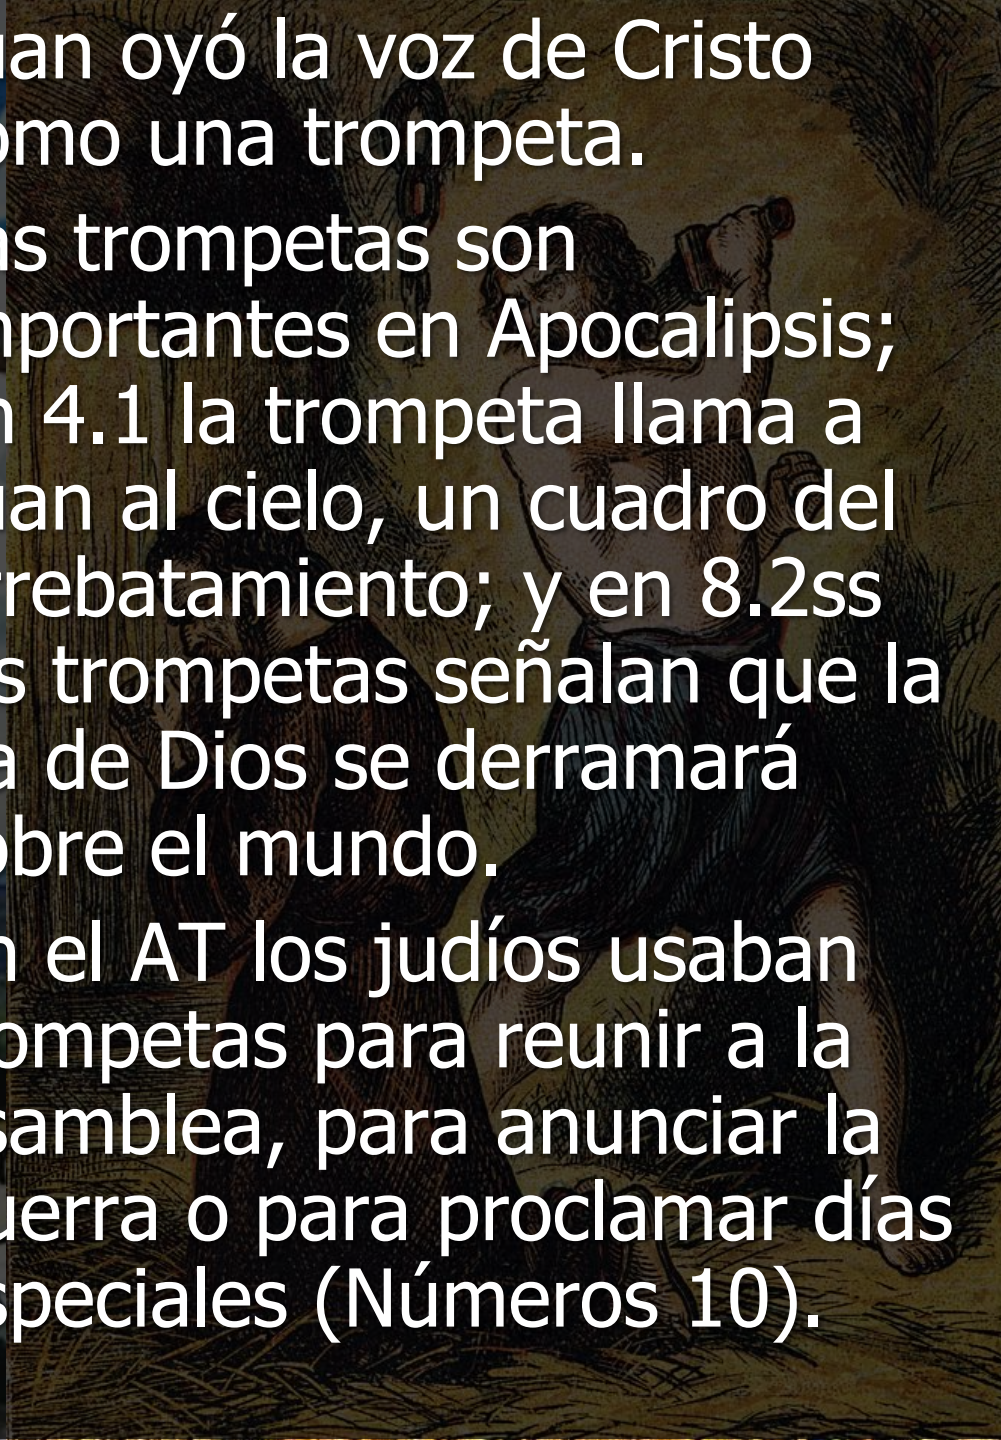 uan oyó la voz de Cristo
omo una trompeta.
as trompetas son
mportantes en Apocalipsis;
n 4.1 la trompeta llama a
uan al cielo, un cuadro del
rrebatamiento; y en 8.2ss
s trompetas señalan que la
a de Dios se derramará
obre el mundo.
n el AT los judíos usaban
ompetas para reunir a la
samblea, para anunciar la
uerra o para proclamar días
speciales (Números 10).